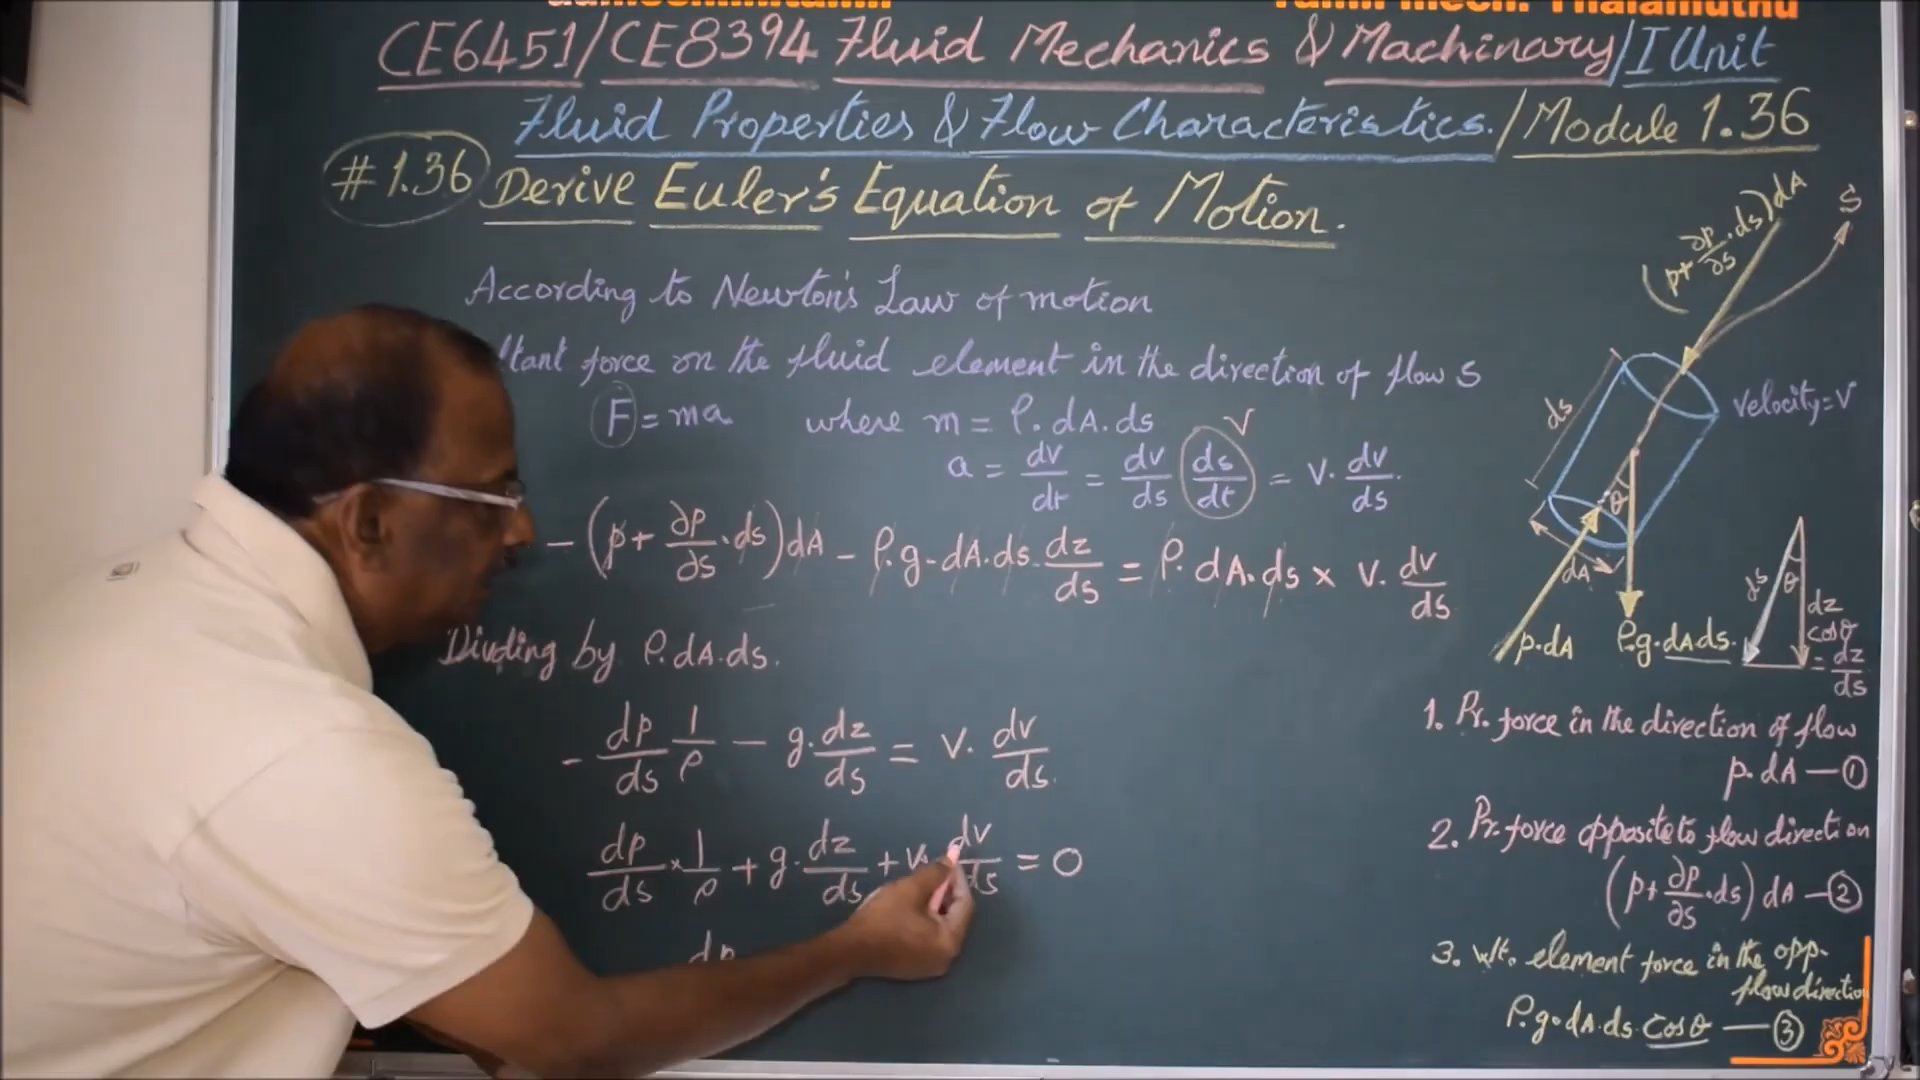 Tamil Mech. Thalamuthu
CE6451/CE8394 Fluid Mechanics & Machinary/I Unit
Fluid Properties & Flow Characteristics./Module 1.36
#1.36 Derive Euler's Equation of Motion.
According to Newton's Law of motion
ltant force on the fluid element in the direction of flow S
F = ma where m = ρ.dA.ds
a = dv/dt = dv/ds ds/dt = v. dv/ds.
V
- (p + ∂p/∂s . ds)dA - ρ.g.dA.ds. dz/ds = ρ. dA.ds × v. dv/ds
Dividing by ρ.dA.ds.
- dp/ds 1/ρ - g. dz/ds = v. dv/ds.
dp/ds × 1/ρ + g. dz/ds + v. dv/ds = 0
dp
(p + ∂p/∂s . ds) dA
S
ds
Velocity = V
θ
dA
p.dA
ρ.g.dA.ds.
ds
θ
dz
cosθ
= dz/ds
1. Pr. force in the direction of flow
p.dA — ①
2. Pr. force opposite to flow direction
(p + ∂p/∂s . ds) dA — ②
3. Wt. element force in the opp.
flow direction
ρ.g.dA.ds. cosθ — ③